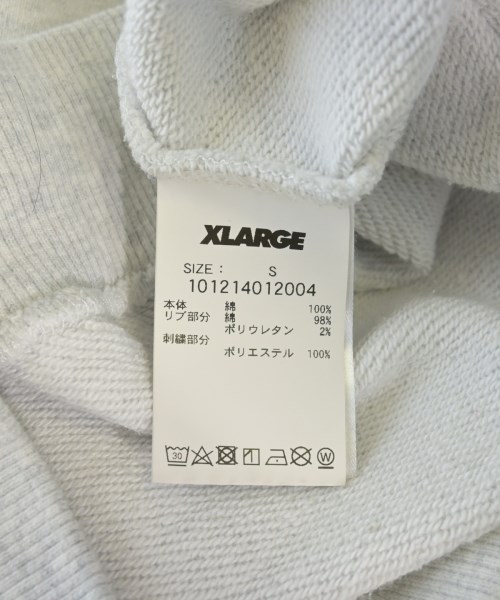 XLARGE
SIZE : S
101214012004
本体 綿 100%
リブ部分 綿 98%
ポリウレタン 2%
刺繍部分
ポリエステル 100%
30 W